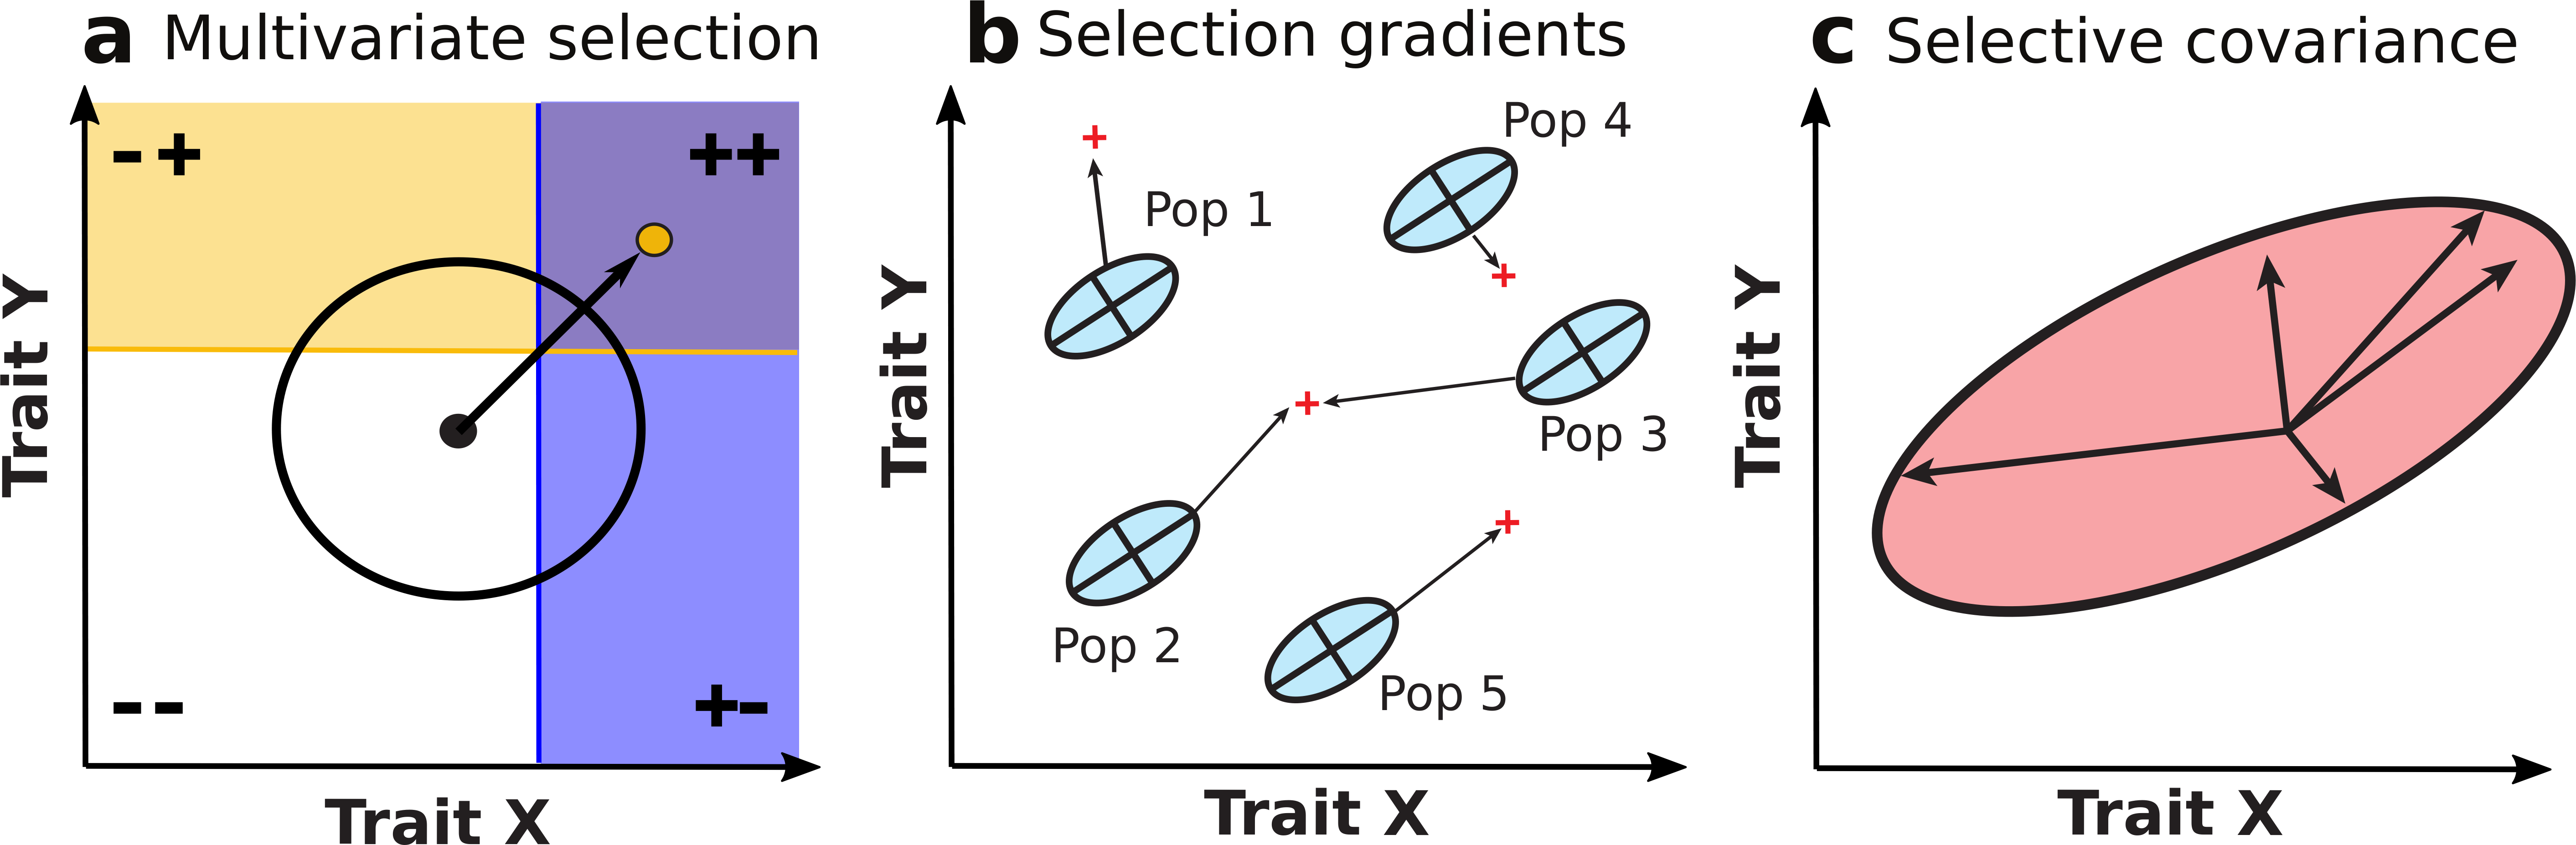 a Multivariate selection
-+
++
--
+-
Trait Y
Trait X
b Selection gradients
+
Pop 1
Pop 4
+
+
Pop 3
Pop 2
+
Pop 5
Trait Y
Trait X
c Selective covariance
Trait Y
Trait X